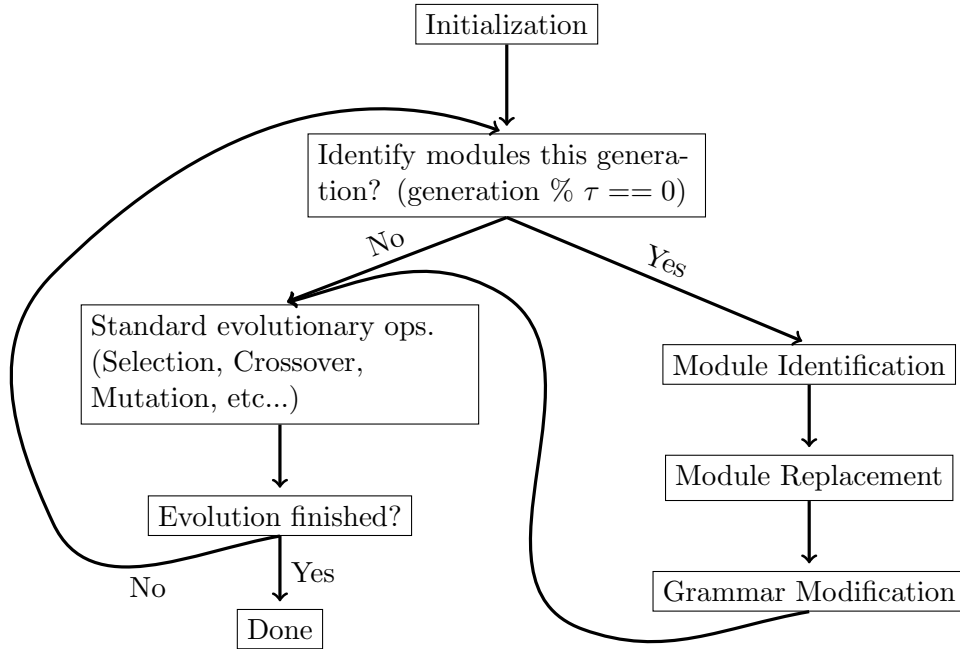 Initialization
Identify modules this genera-
tion? (generation % τ == 0)
No
Yes
Standard evolutionary ops.
(Selection, Crossover,
Mutation, etc...)
Module Identification
Module Replacement
Evolution finished?
No
Yes
Grammar Modification
Done